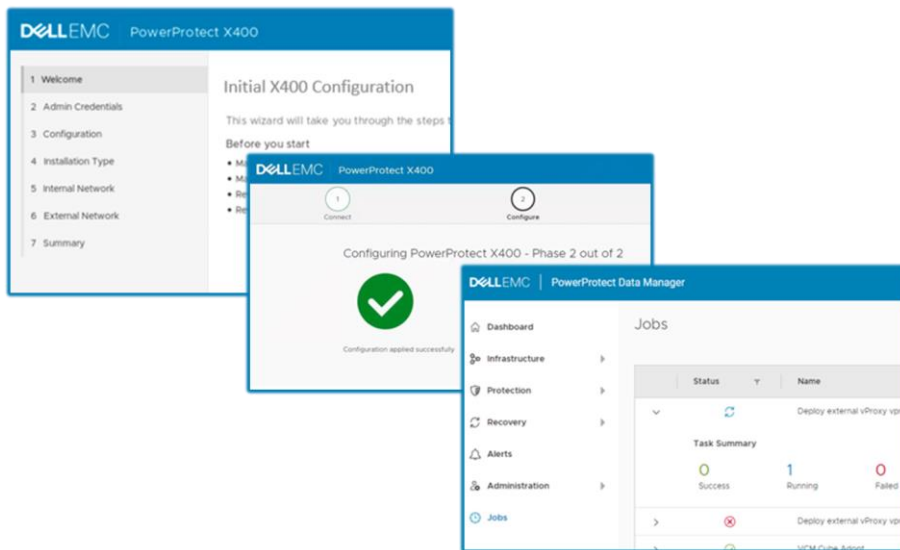 DELLEMC PowerProtect X400
1 Welcome
2 Admin Credentials
3 Configuration
4 Installation Type
5 Internal Network
6 External Network
7 Summary
Initial X400 Configuration
This wizard will take you through the steps
Before you start
DELLEMC PowerProtect X400
1
Connect
2
Configure
Configuring PowerProtect X400 - Phase 2 out of 2
Configuration applied successfully
DELLEMC PowerProtect Data Manager
Dashboard
Infrastructure
Protection
Recovery
Alerts
Administration
Jobs
Jobs
Status Name
Deploy external vProxy
Task Summary
0 1 0
Success Running Failed
Deploy external vProxy
VCM Cube Adopt